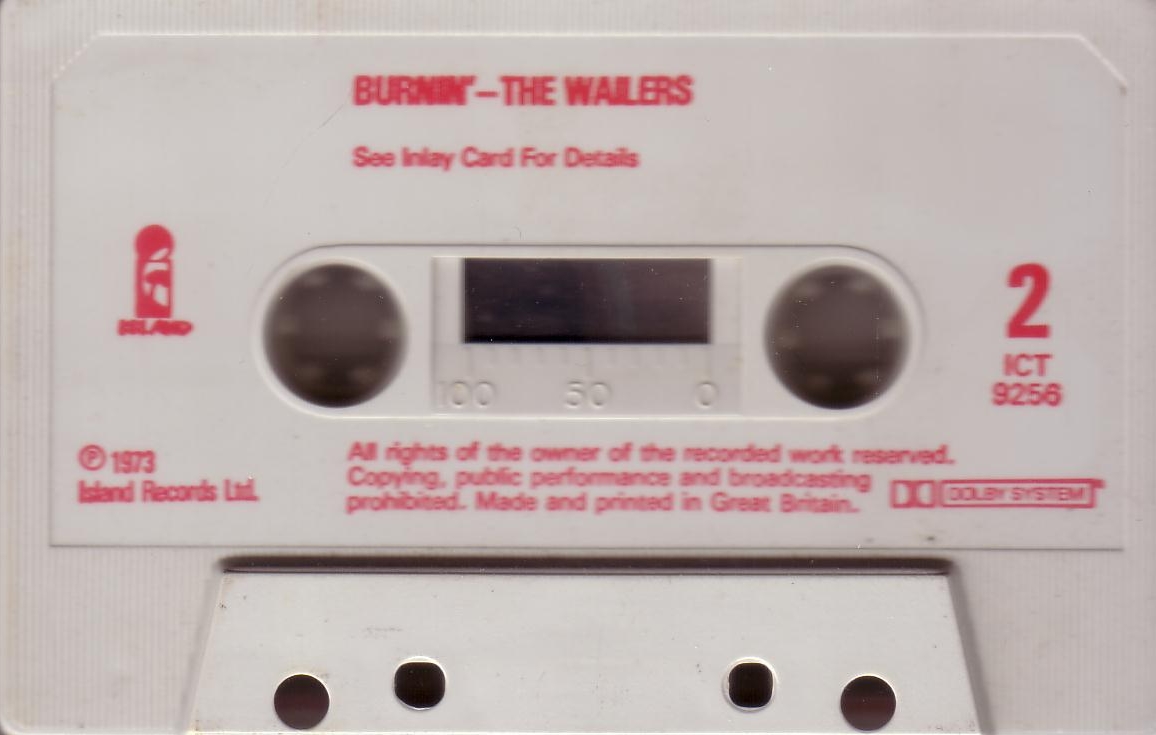 BURNIN'–THE WAILERS
See Inlay Card For Details
ISLAND
2
ICT
9256
100 50 0
℗ 1973
Island Records Ltd.
All rights of the owner of the recorded work reserved.
Copying, public performance and broadcasting
prohibited. Made and printed in Great Britain.
DOLBY SYSTEM